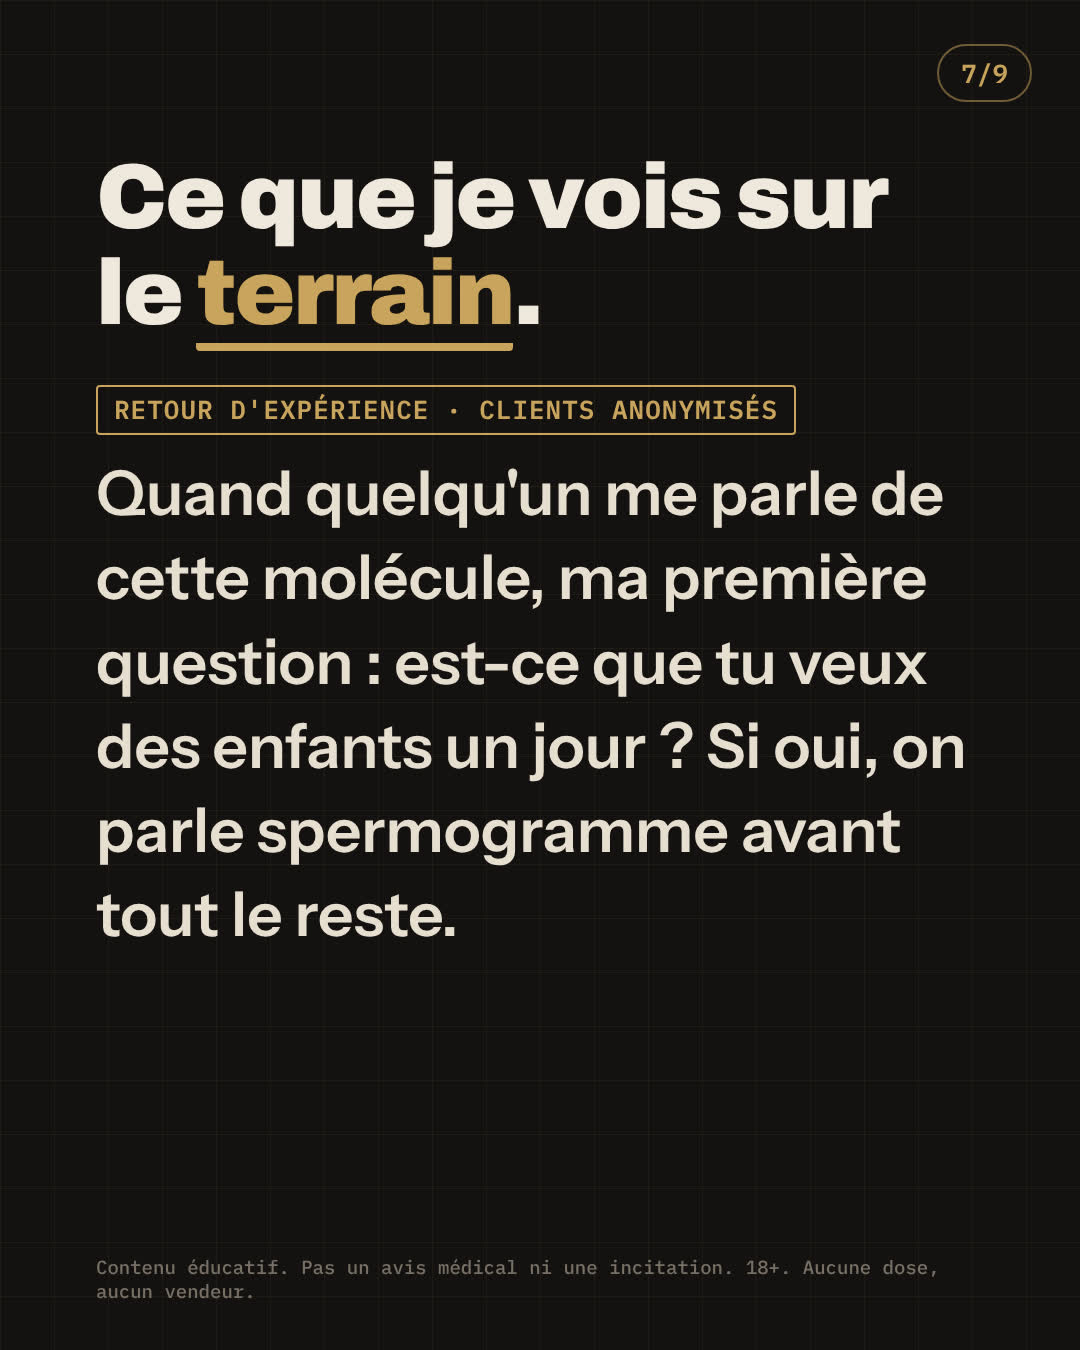 7/9
Ce que je vois sur
le terrain.
RETOUR D'EXPÉRIENCE · CLIENTS ANONYMISÉS
Quand quelqu'un me parle de
cette molécule, ma première
question : est-ce que tu veux
des enfants un jour ? Si oui, on
parle spermogramme avant
tout le reste.
Contenu éducatif. Pas un avis médical ni une incitation. 18+. Aucune dose,
aucun vendeur.